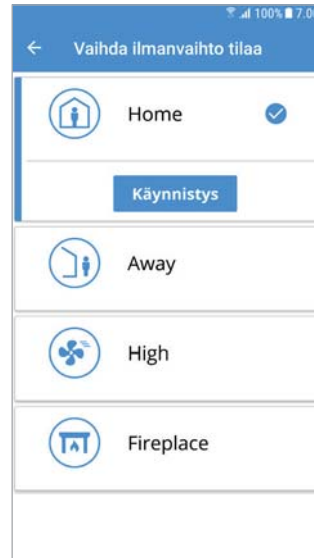 100% 7.0
Vaihda ilmanvaihto tilaa
Home
Käynnistys
Away
High
Fireplace